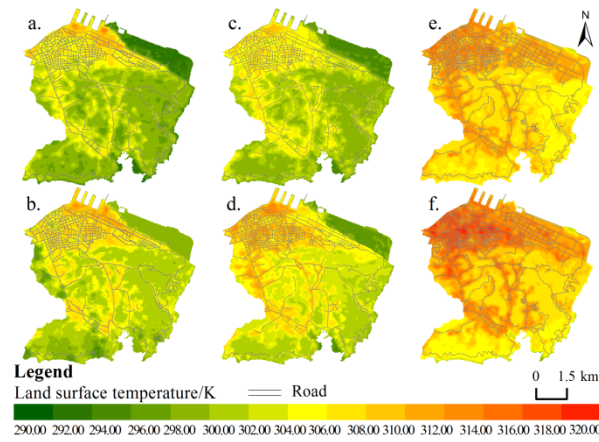 a. c. e. N
b. d. f.
Legend
Land surface temperature/K Road 0 1.5 km
290.00 292.00 294.00 296.00 298.00 300.00 302.00 304.00 306.00 308.00 310.00 312.00 314.00 316.00 318.00 320.00